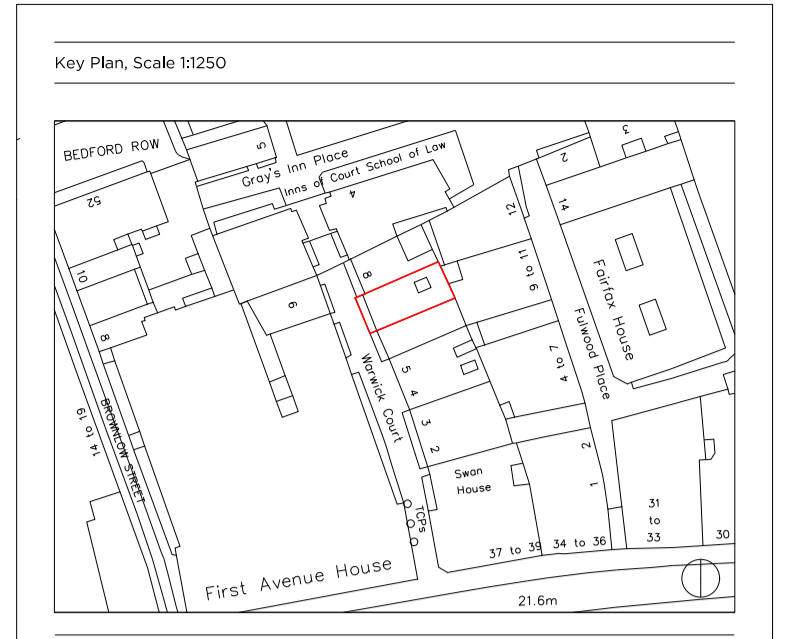 Key Plan, Scale 1:1250
BEDFORD ROW
5
Gray's Inn Place
Inns of Court School of Law
3
2
52
4
12
14
10
8
9 to 11
Fairfax House
9
8
Fulwood Place
Warwick Court
4 to 7
5
4
14 to 19
BROWNLOW STREET
3
2
2
Swan
House
1
TCPs
31
to
33
30
37 to 39
34 to 36
First Avenue House
21.6m